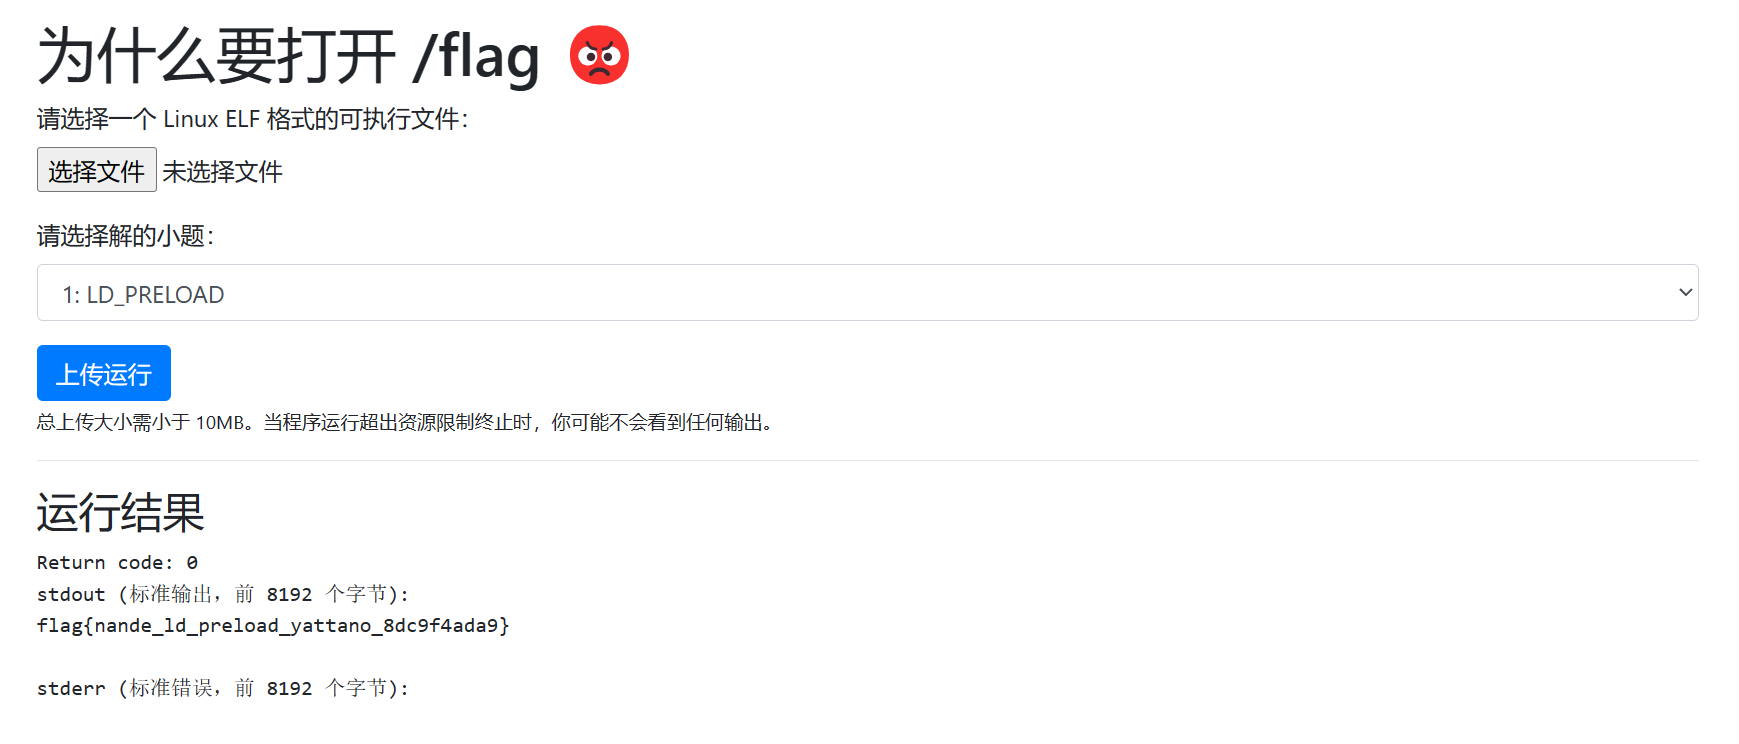 为什么要打开 /flag 😡
请选择一个 Linux ELF 格式的可执行文件：
选择文件 未选择文件
请选择解的小题：
1: LD_PRELOAD
上传运行
总上传大小需小于 10MB。当程序运行超出资源限制终止时，你可能不会看到任何输出。
运行结果
Return code: 0
stdout (标准输出，前 8192 个字节):
flag{nande_ld_preload_yattano_8dc9f4ada9}
stderr (标准错误，前 8192 个字节):